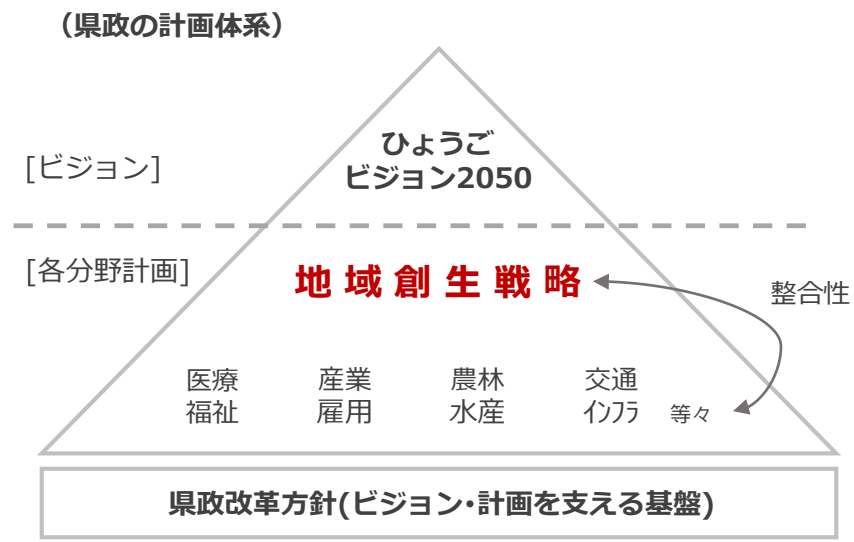 （県政の計画体系）
ひょうご
ビジョン2050
[ビジョン]
[各分野計画]
地域創生戦略
整合性
医療 産業 農林 交通
福祉 雇用 水産 ｲﾝﾌﾗ 等々
県政改革方針(ビジョン・計画を支える基盤)